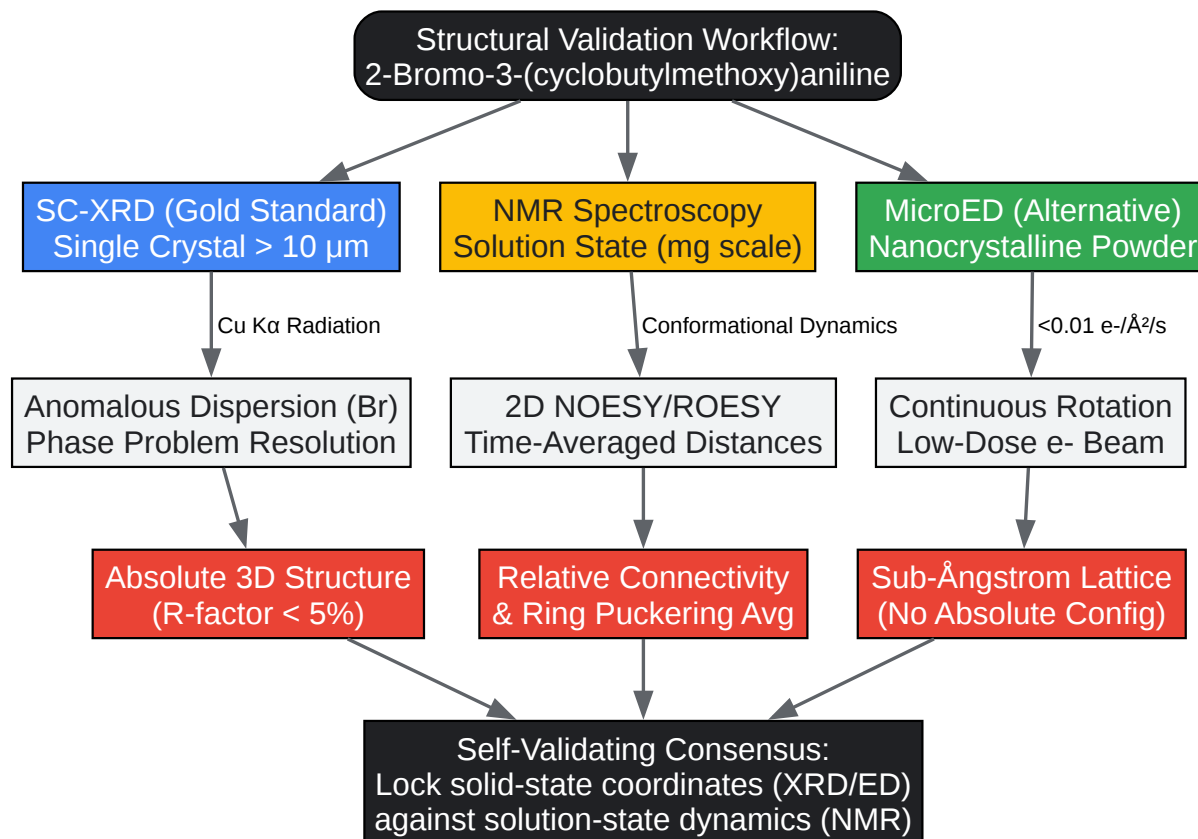 Structural Validation Workflow:
2-Bromo-3-(cyclobutylmethoxy)aniline
SC-XRD (Gold Standard)
Single Crystal > 10 μm
NMR Spectroscopy
Solution State (mg scale)
MicroED (Alternative)
Nanocrystalline Powder
Cu Kα Radiation
Conformational Dynamics
<0.01 e-/Å²/s
Anomalous Dispersion (Br)
Phase Problem Resolution
2D NOESY/ROESY
Time-Averaged Distances
Continuous Rotation
Low-Dose e- Beam
Absolute 3D Structure
(R-factor < 5%)
Relative Connectivity
& Ring Puckering Avg
Sub-Ångstrom Lattice
(No Absolute Config)
Self-Validating Consensus:
Lock solid-state coordinates (XRD/ED)
against solution-state dynamics (NMR)